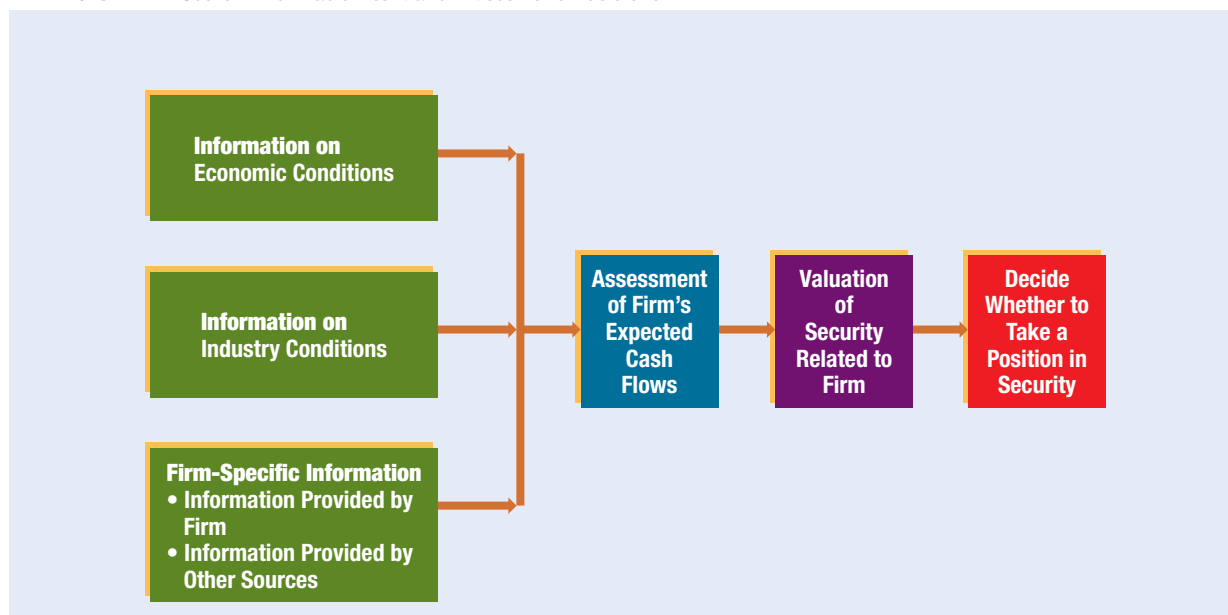 Information on
Economic Conditions
Information on
Industry Conditions
Firm-Specific Information
• Information Provided by
Firm
• Information Provided by
Other Sources
Assessment
of Firm's
Expected
Cash
Flows
Valuation
of
Security
Related to
Firm
Decide
Whether to
Take a
Position in
Security